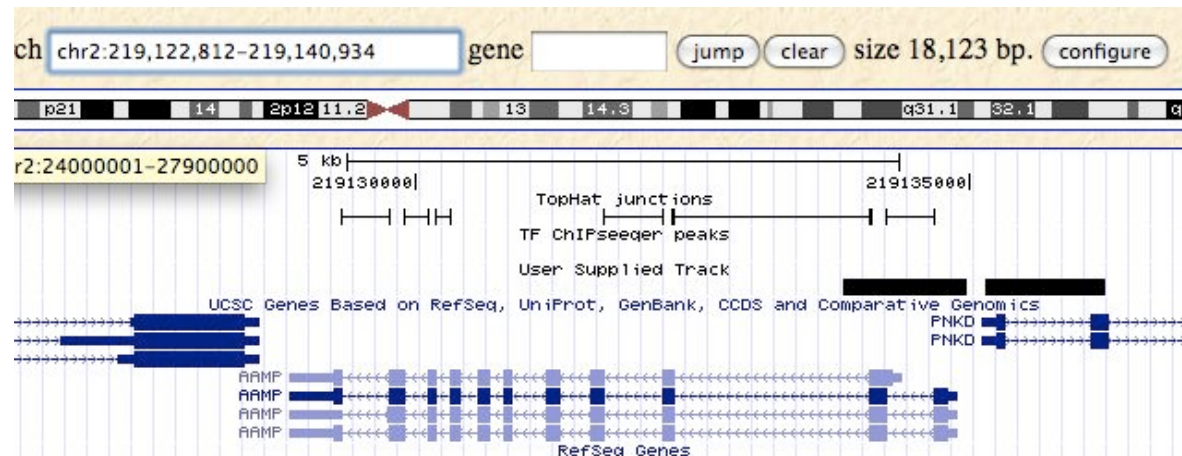 ch chr2:219,122,812-219,140,934 gene jump clear size 18,123 bp. configure
p21 14 2p12 11.2 13 14.3 q31.1 32.1 q
r2:24000001-27900000
5 kb
219130000| 219135000|
TopHat junctions
TF ChIPseeqer peaks
User Supplied Track
UCSC Genes Based on RefSeq, UniProt, GenBank, CCDS and Comparative Genomics
PNKD
PNKD
AAMP
AAMP
AAMP
AAMP
RefSeq Genes